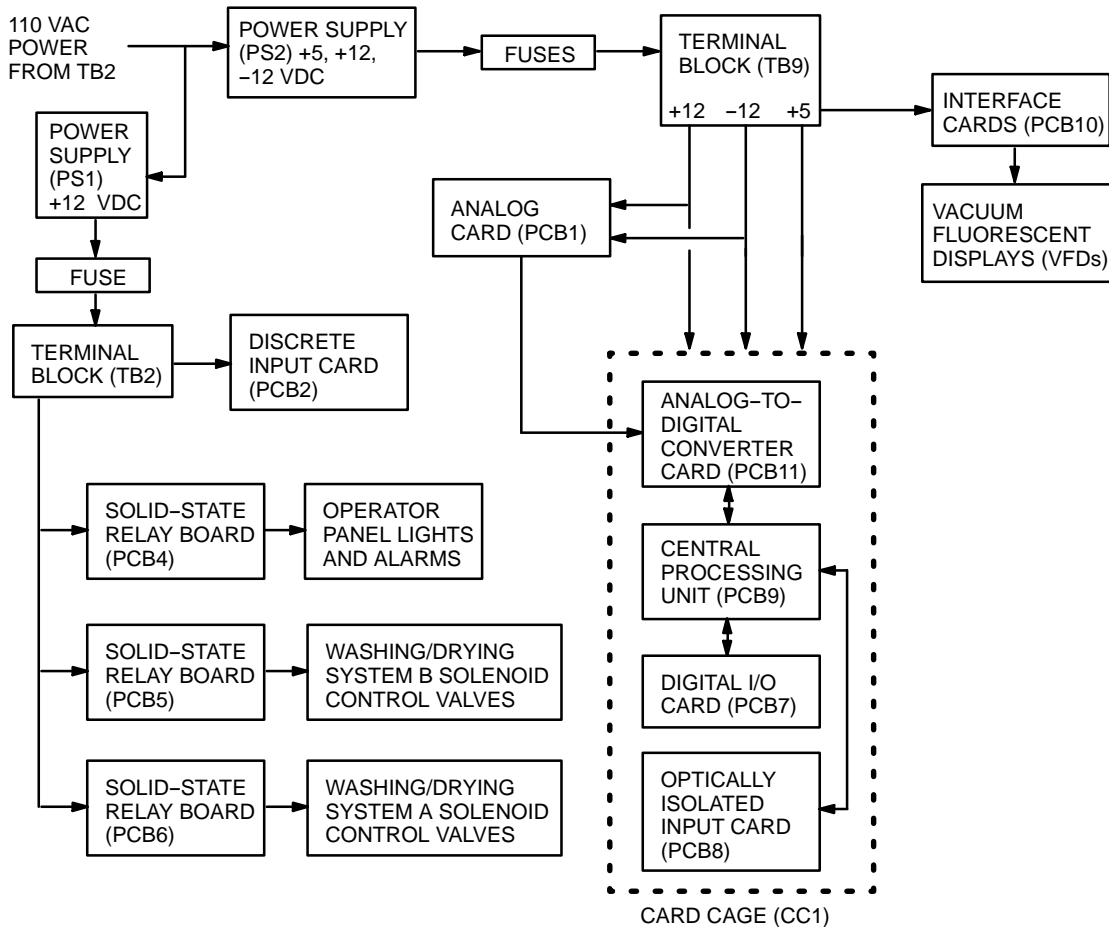 110 VAC
POWER
FROM TB2
POWER SUPPLY
(PS2) +5, +12,
−12 VDC
FUSES
TERMINAL
BLOCK (TB9)
+12 −12 +5
INTERFACE
CARDS (PCB10)
VACUUM
FLUORESCENT
DISPLAYS (VFDs)
POWER
SUPPLY
(PS1)
+12 VDC
FUSE
TERMINAL
BLOCK (TB2)
DISCRETE
INPUT CARD
(PCB2)
ANALOG
CARD (PCB1)
SOLID−STATE
RELAY BOARD
(PCB4)
OPERATOR
PANEL LIGHTS
AND ALARMS
SOLID−STATE
RELAY BOARD
(PCB5)
WASHING/DRYING
SYSTEM B SOLENOID
CONTROL VALVES
SOLID−STATE
RELAY BOARD
(PCB6)
WASHING/DRYING
SYSTEM A SOLENOID
CONTROL VALVES
ANALOG−TO−
DIGITAL
CONVERTER
CARD (PCB11)
CENTRAL
PROCESSING
UNIT (PCB9)
DIGITAL I/O
CARD (PCB7)
OPTICALLY
ISOLATED
INPUT CARD
(PCB8)
CARD CAGE (CC1)